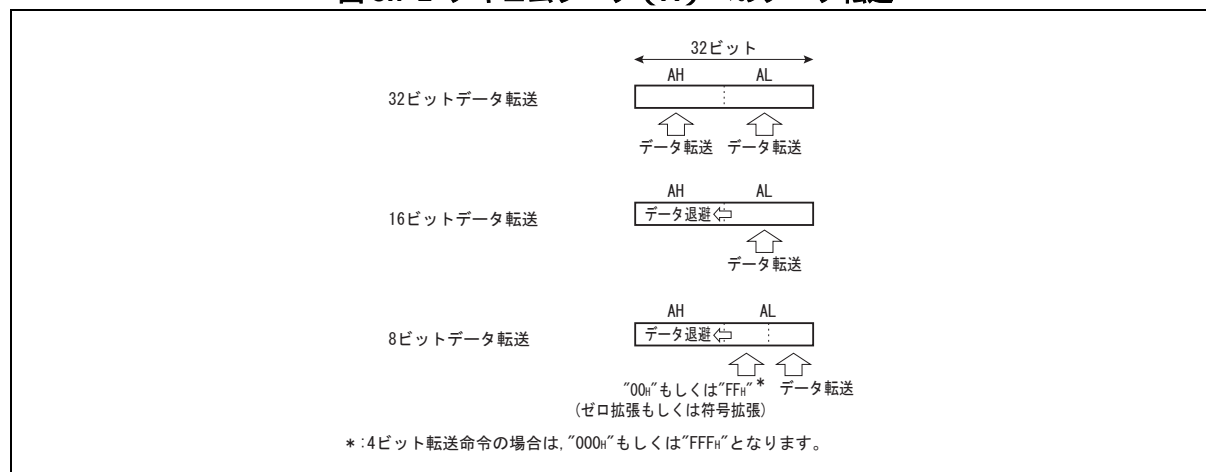 32ビット
AH AL
32ビットデータ転送
データ転送 データ転送
AH AL
16ビットデータ転送
データ退避
データ転送
AH AL
8ビットデータ転送
データ退避
"00H"もしくは"FFH"* データ転送
(ゼロ拡張もしくは符号拡張)
*:4ビット転送命令の場合は,"000H"もしくは"FFFH"となります。